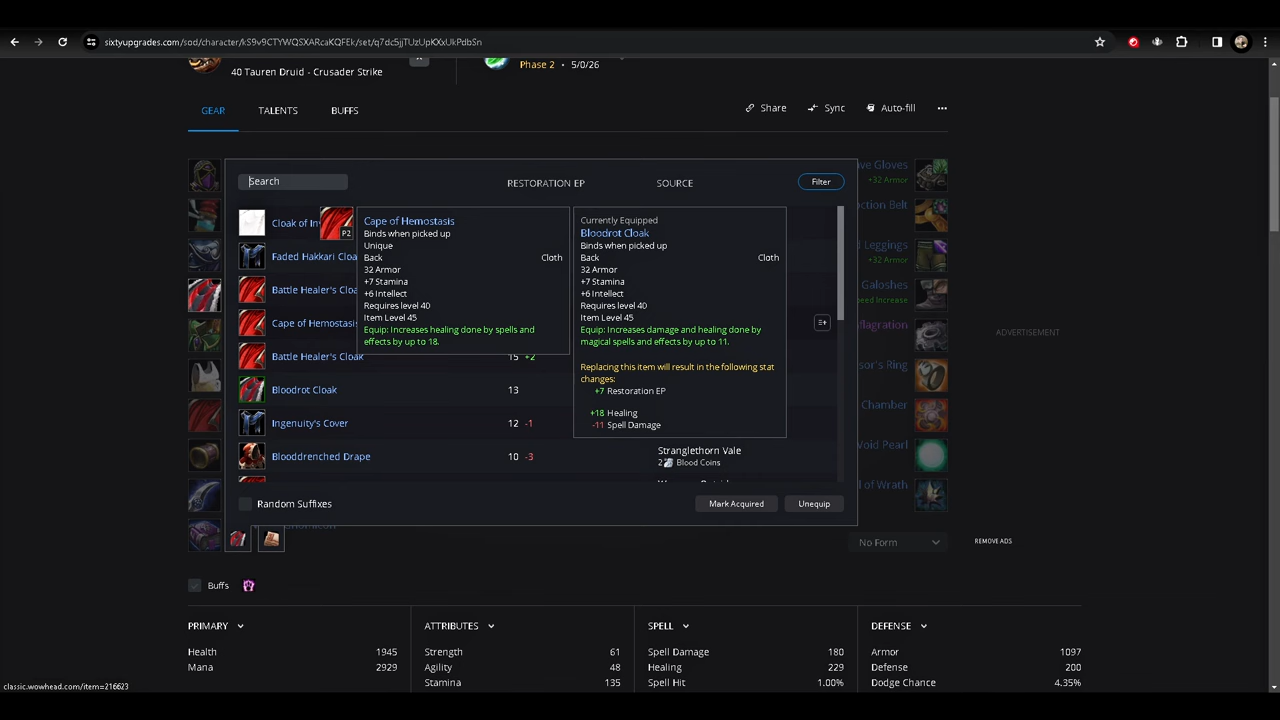 sixtyupgrades.com/sod/character/kS9v9CTYWQSXARcaKQFEk/set/q7dc5jjTUzUpKXxUkPdbSn
40 Tauren Druid - Crusader Strike
Phase 2 • 5/0/26
GEAR
TALENTS
BUFFS
Share
Sync
Auto-fill
Search
RESTORATION EP
SOURCE
Filter
Cloak of In
Faded Hakkari Cloa
Battle Healer's Cloa
Cape of Hemostasis
Battle Healer's Cloak
15 +2
Bloodrot Cloak
13
Ingenuity's Cover
12 -1
Blooddrenched Drape
10 -3
Stranglethorn Vale
2 Blood Coins
P2
Cape of Hemostasis
Binds when picked up
Unique
Back
Cloth
32 Armor
+7 Stamina
+6 Intellect
Requires level 40
Item Level 45
Equip: Increases healing done by spells and
effects by up to 18.
Currently Equipped
Bloodrot Cloak
Binds when picked up
Back
Cloth
32 Armor
+7 Stamina
+6 Intellect
Requires level 40
Item Level 45
Equip: Increases damage and healing done by
magical spells and effects by up to 11.
Replacing this item will result in the following stat
changes:
+7 Restoration EP
+18 Healing
-11 Spell Damage
Random Suffixes
Mark Acquired
Unequip
ave Gloves
+32 Armor
ction Belt
d Leggings
+32 Armor
Galoshes
peed Increase
flagration
or's Ring
Chamber
Void Pearl
l of Wrath
ADVERTISEMENT
No Form
REMOVE ADS
Buffs
PRIMARY
ATTRIBUTES
SPELL
DEFENSE
Health
1945
Strength
61
Spell Damage
180
Armor
1097
Mana
2929
Agility
48
Healing
229
Defense
200
Stamina
135
Spell Hit
1.00%
Dodge Chance
4.35%
classic.wowhead.com/item=216623